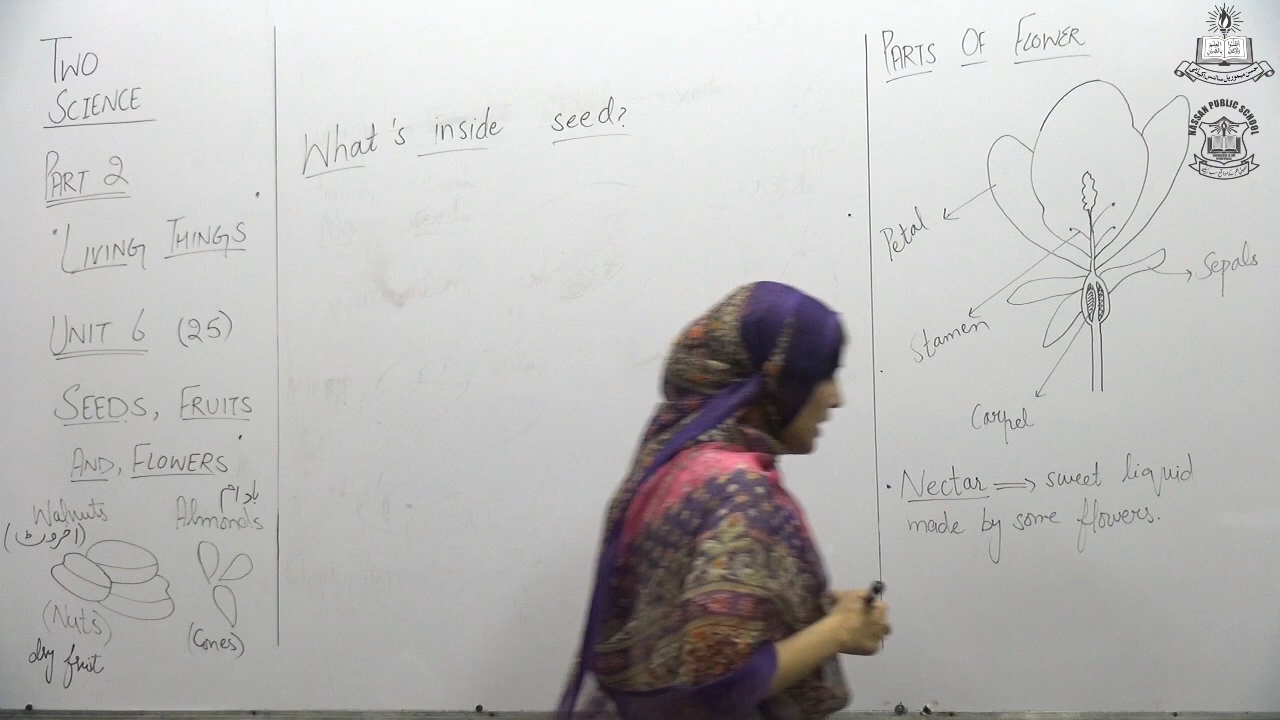 TWO
SCIENCE
PART 2
LIVING THINGS
UNIT 6 (25)
SEEDS, FRUITS
AND, FLOWERS
Walnuts
(اخروٹ)
(Nuts)
dry fruit
بادام
Almonds
(Cones)
What's inside seed?
PARTS OF FLOWER
Petal
Sepals
Stamen
Carpel
Nectar ⟹ sweet liquid
made by some flowers.
HASSAN PUBLIC SCHOOL